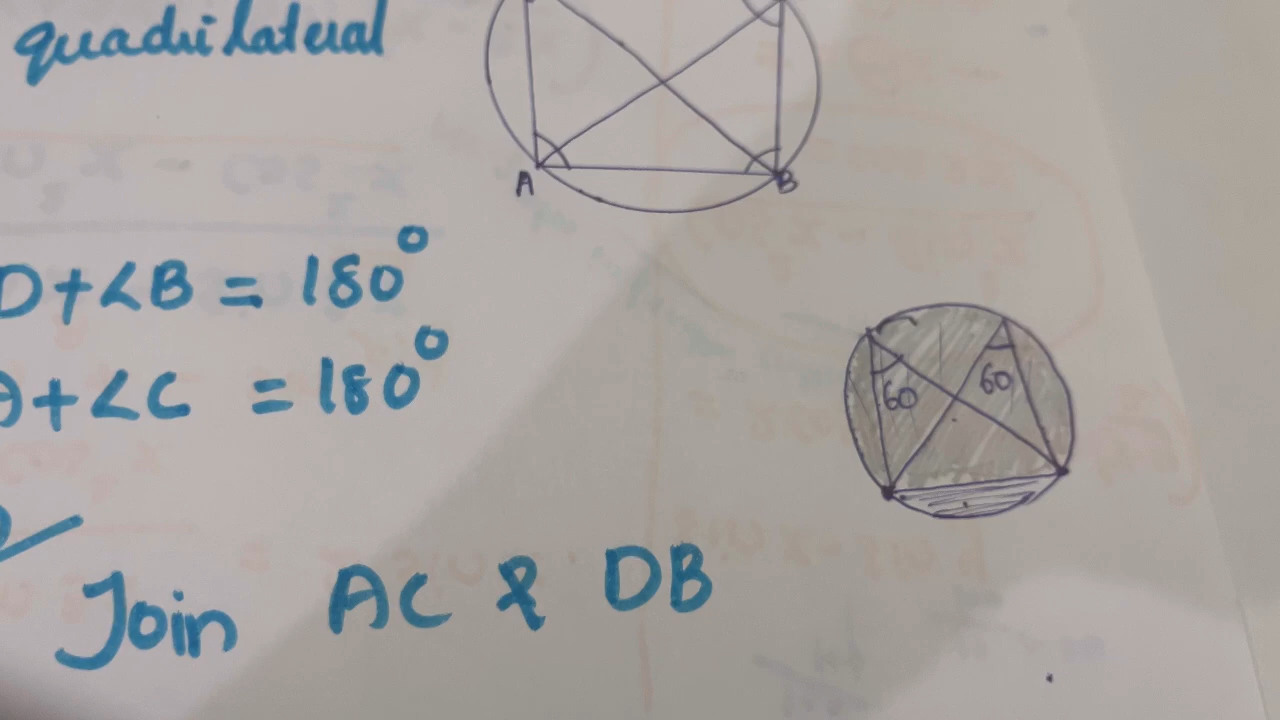 quadrilateral
A B
D+∠B = 180°
A+∠C = 180°
60 60
Join AC & DB